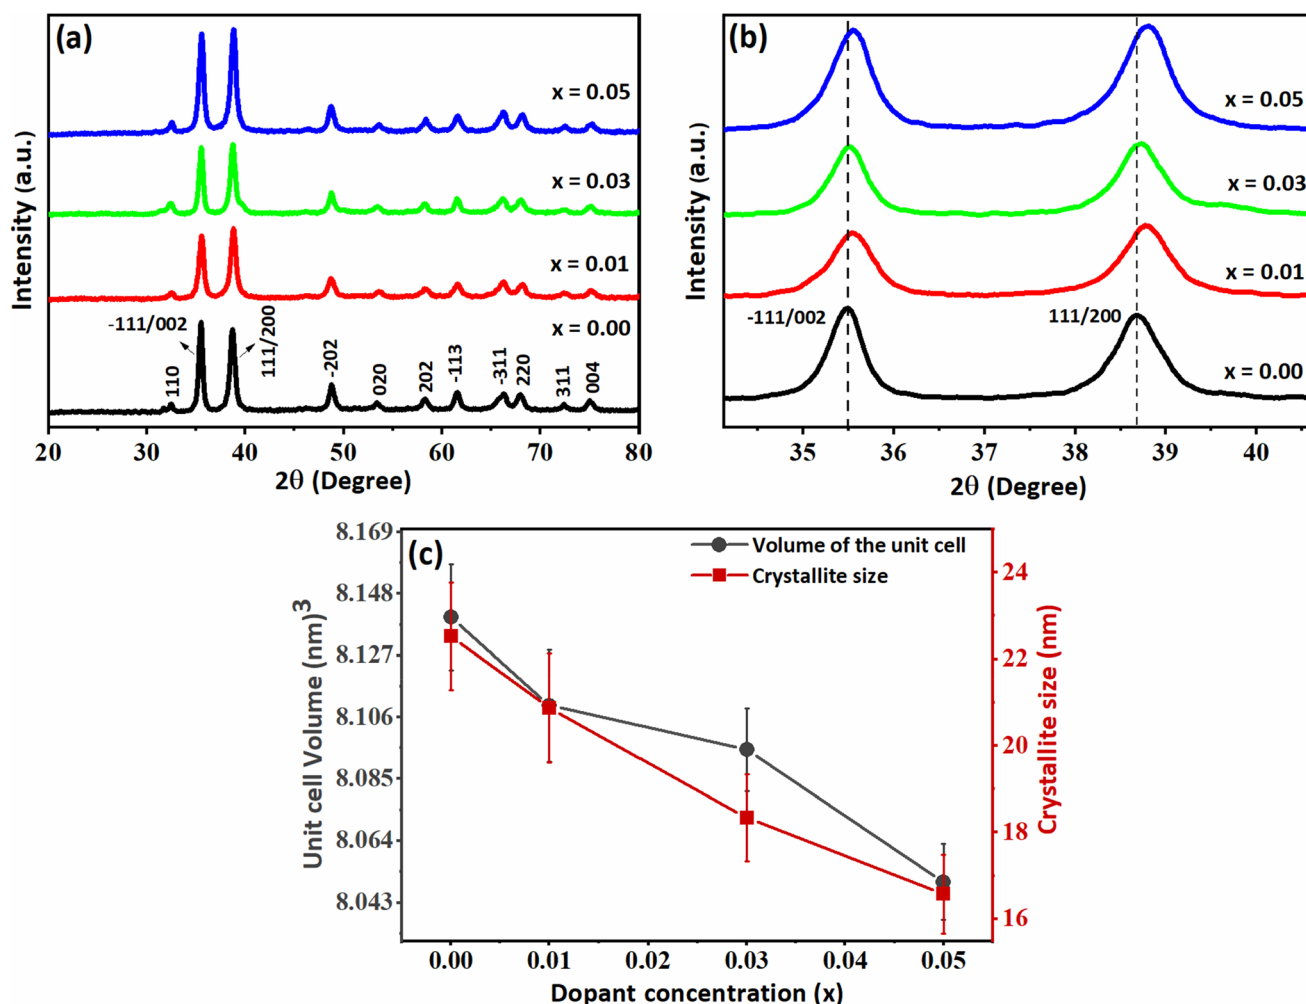 (a)
x = 0.05
x = 0.03
x = 0.01
x = 0.00
-111/002
111/200
110
-202
020
202
-113
-311
220
311
004
Intensity (a.u.)
20 30 40 50 60 70 80
2θ (Degree)
(b)
x = 0.05
x = 0.03
x = 0.01
x = 0.00
-111/002
111/200
Intensity (a.u.)
35 36 37 38 39 40
2θ (Degree)
(c)
Volume of the unit cell
Crystallite size
8.169
8.148
8.127
8.106
8.085
8.064
8.043
Unit cell Volume (nm)3
24
22
20
18
16
Crystallite size (nm)
0.00 0.01 0.02 0.03 0.04 0.05
Dopant concentration (x)